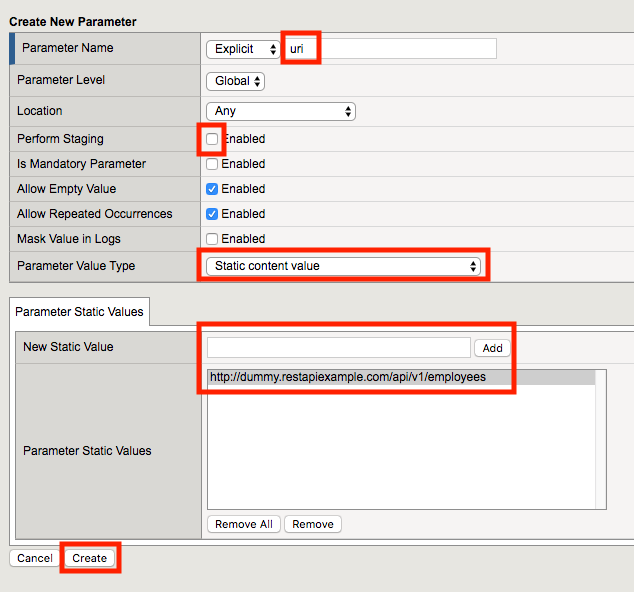 Create New Parameter
Parameter Name Explicit uri
Parameter Level Global
Location Any
Perform Staging Enabled
Is Mandatory Parameter Enabled
Allow Empty Value Enabled
Allow Repeated Occurrences Enabled
Mask Value in Logs Enabled
Parameter Value Type Static content value
Parameter Static Values
New Static Value Add
http://dummy.restapiexample.com/api/v1/employees
Parameter Static Values
Remove All Remove
Cancel Create